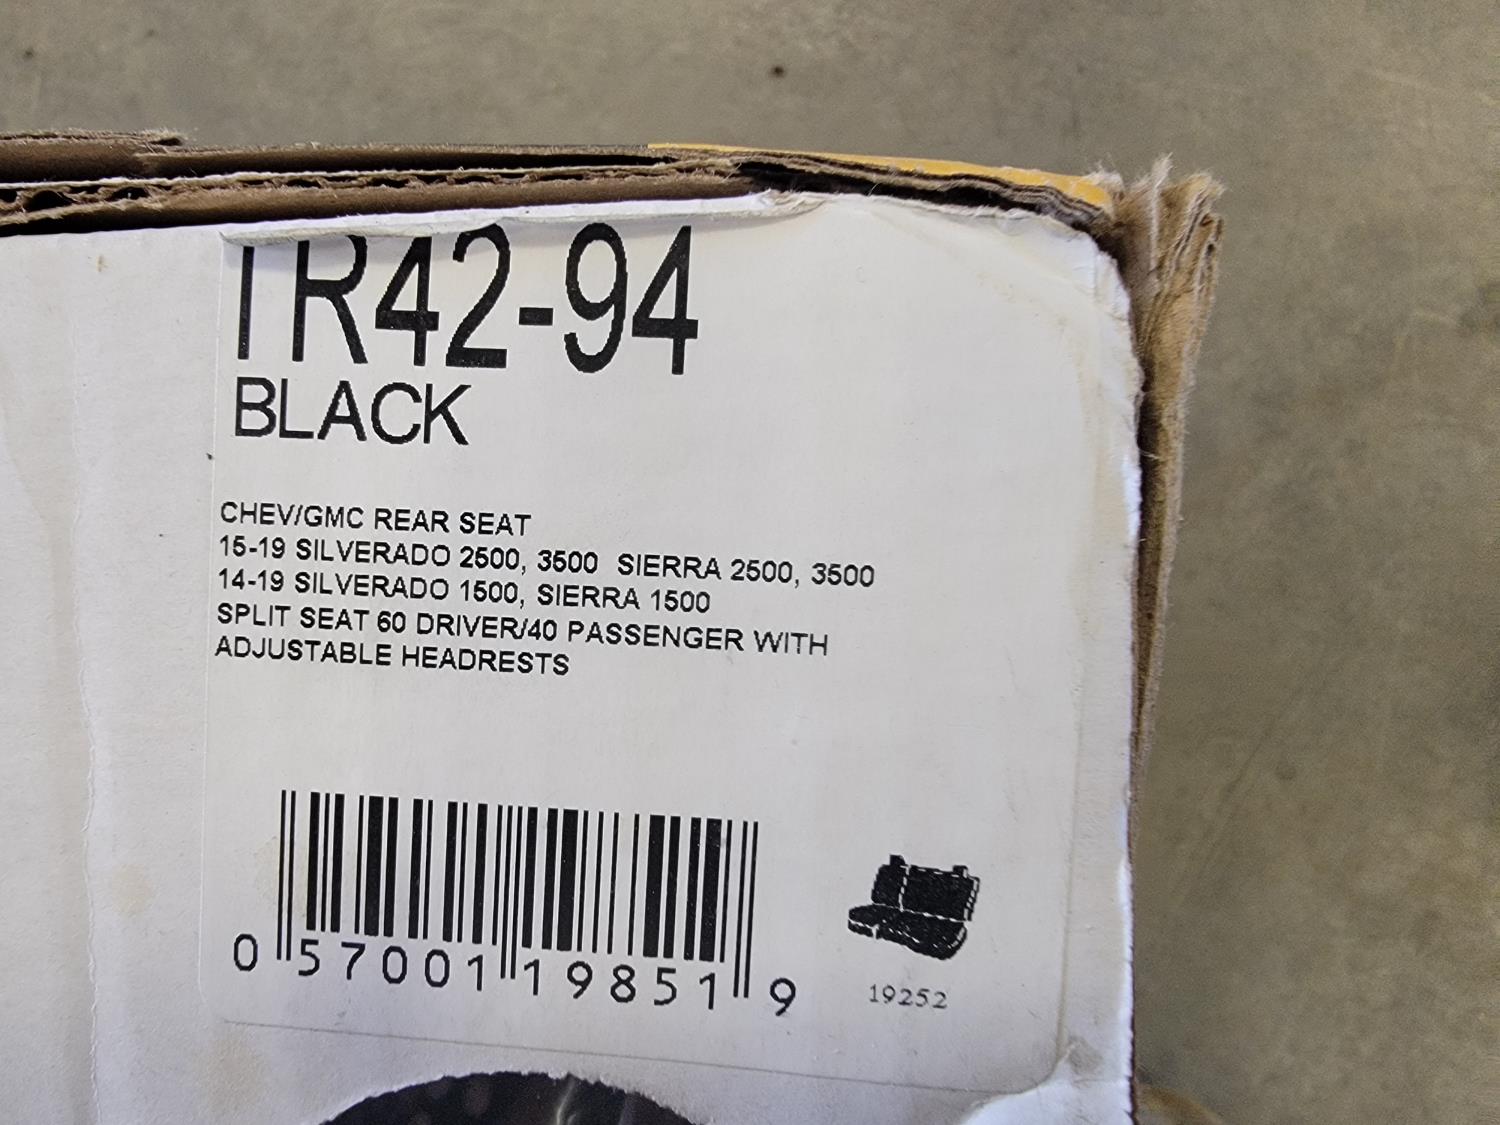 TR42-94
BLACK
CHEV/GMC REAR SEAT
15-19 SILVERADO 2500, 3500 SIERRA 2500, 3500
14-19 SILVERADO 1500, SIERRA 1500
SPLIT SEAT 60 DRIVER/40 PASSENGER WITH
ADJUSTABLE HEADRESTS
0 57001 19851 9
19252